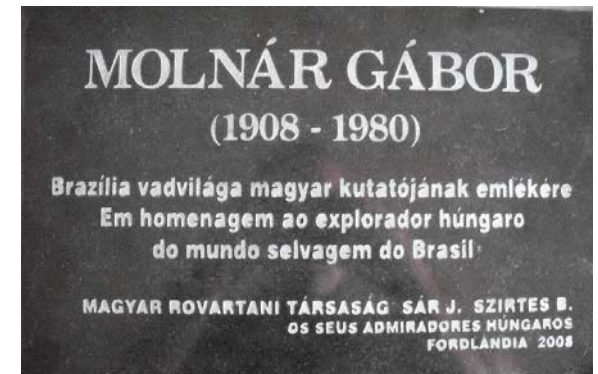 MOLNÁR GÁBOR
(1908 - 1980)
Brazília vadvilága magyar kutatójának emlékére
Em homenagem ao explorador húngaro
do mundo selvagem do Brasil
MAGYAR ROVARTANI TÁRSASÁG SÁR J. SZIRTES B.
OS SEUS ADMIRADORES HÚNGAROS
FORDLANDIA 2008